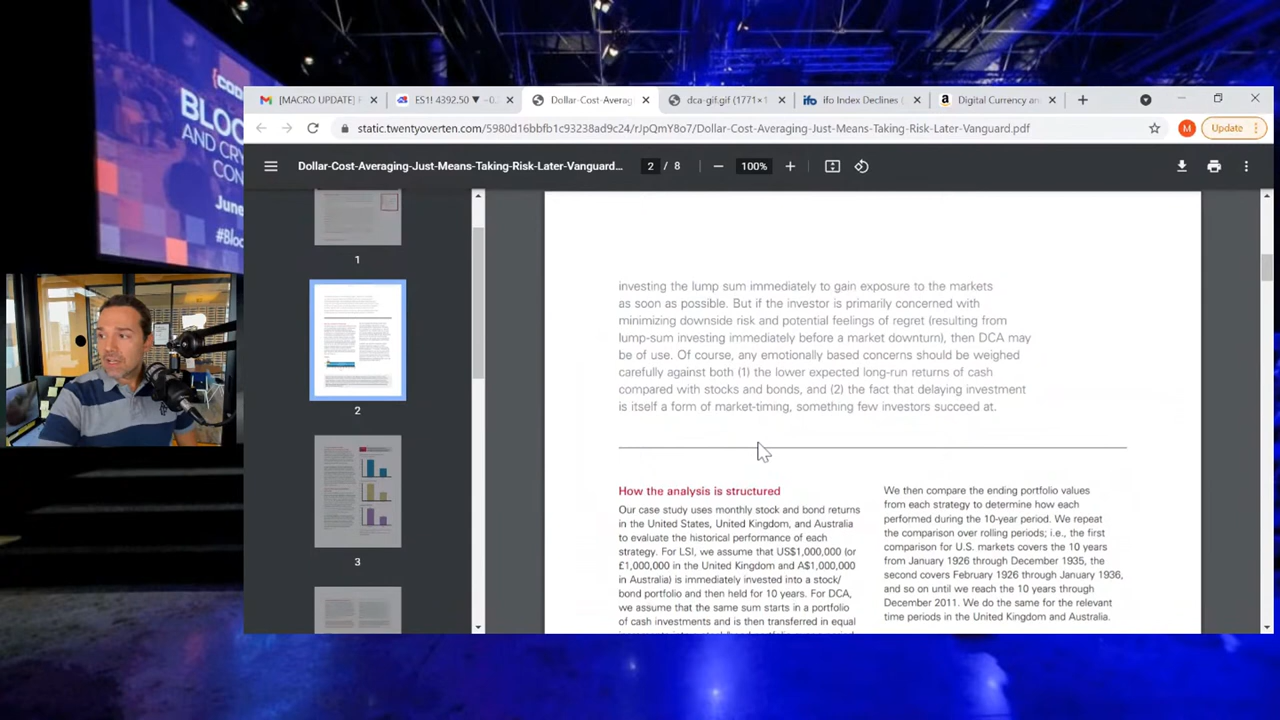 CODE
BLOC
AND CRY
CON
June
#Bloc
[MACRO UPDATE]
ES1! 4392.50 ▼ −0.
Dollar-Cost-Averag
dca-gif.gif (1771×1
ifo Index Declines (
Digital Currency an
static.twentyoverten.com/5980d16bbfb1c93238ad9c24/rJpQmY8o7/Dollar-Cost-Averaging-Just-Means-Taking-Risk-Later-Vanguard.pdf
M
Update
Dollar-Cost-Averaging-Just-Means-Taking-Risk-Later-Vanguard...
2 / 8
100%
1
2
3
investing the lump sum immediately to gain exposure to the markets
as soon as possible. But if the investor is primarily concerned with
minimizing downside risk and potential feelings of regret (resulting from
lump-sum investing immediately before a market downturn), then DCA may
be of use. Of course, any emotionally based concerns should be weighed
carefully against both (1) the lower expected long-run returns of cash
compared with stocks and bonds, and (2) the fact that delaying investment
is itself a form of market-timing, something few investors succeed at.
How the analysis is structured
Our case study uses monthly stock and bond returns
in the United States, United Kingdom, and Australia
to evaluate the historical performance of each
strategy. For LSI, we assume that US$1,000,000 (or
£1,000,000 in the United Kingdom and A$1,000,000
in Australia) is immediately invested into a stock/
bond portfolio and then held for 10 years. For DCA,
we assume that the same sum starts in a portfolio
of cash investments and is then transferred in equal
We then compare the ending portfolio values
from each strategy to determine how each
performed during the 10-year period. We repeat
the comparison over rolling periods; i.e., the first
comparison for U.S. markets covers the 10 years
from January 1926 through December 1935, the
second covers February 1926 through January 1936,
and so on until we reach the 10 years through
December 2011. We do the same for the relevant
time periods in the United Kingdom and Australia.